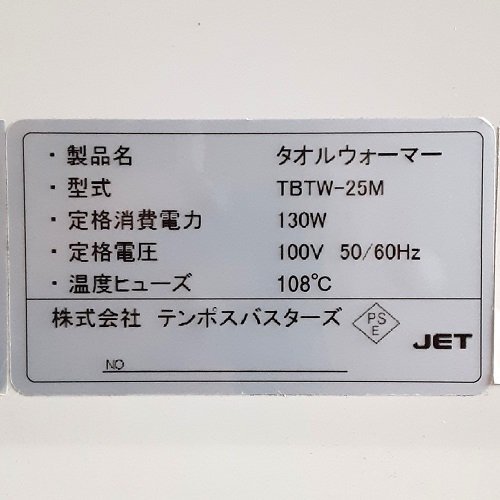 ・製品名 タオルウォーマー
・型式 TBTW-25M
・定格消費電力 130W
・定格電圧 100V 50/60Hz
・温度ヒューズ 108℃
株式会社 テンポスバスターズ PSE JET
NO